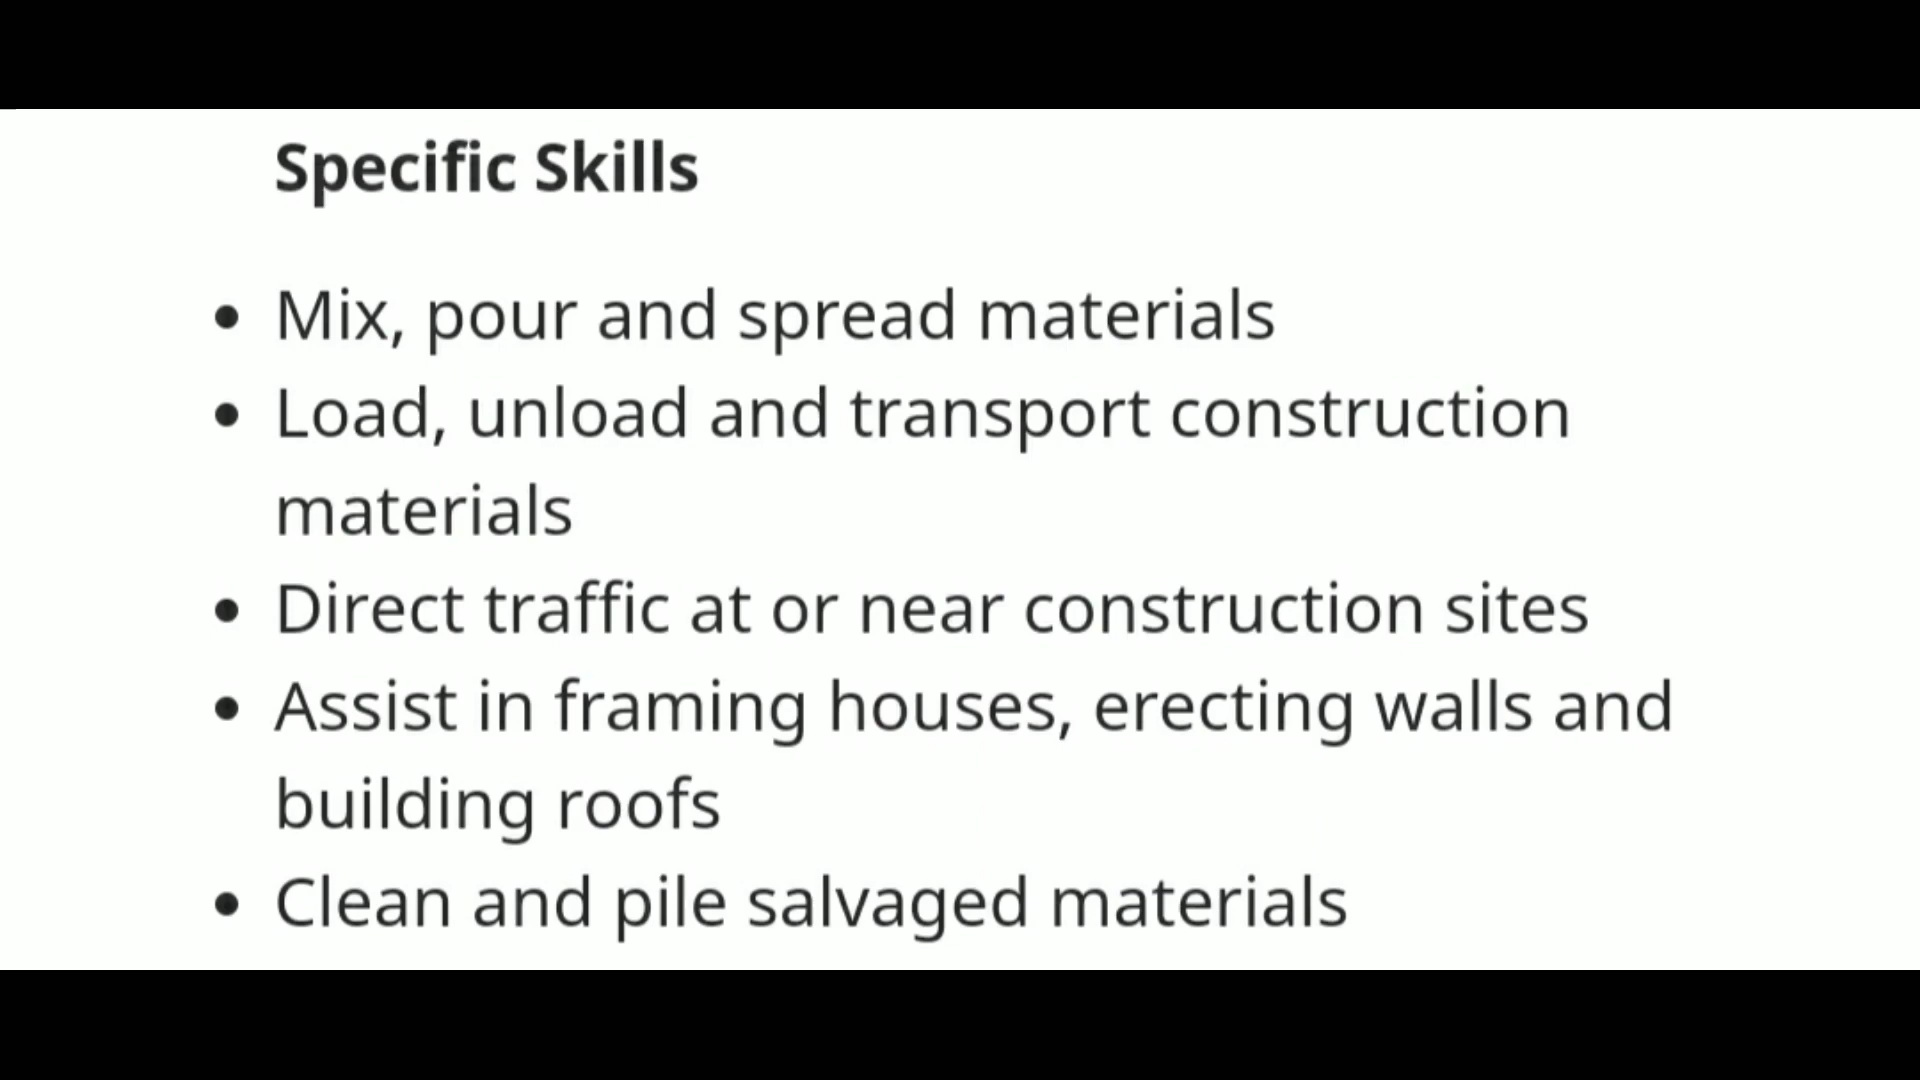 Specific Skills
• Mix, pour and spread materials
• Load, unload and transport construction
materials
• Direct traffic at or near construction sites
• Assist in framing houses, erecting walls and
building roofs
• Clean and pile salvaged materials